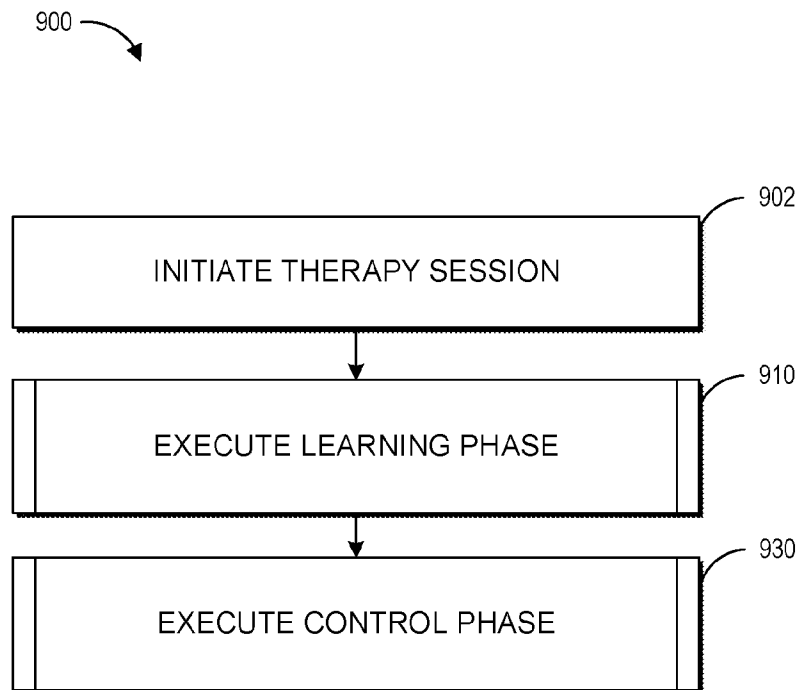 900
902
INITIATE THERAPY SESSION
910
EXECUTE LEARNING PHASE
930
EXECUTE CONTROL PHASE